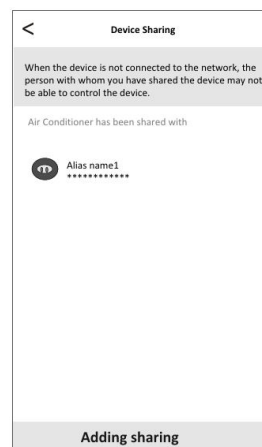 <
Device Sharing
When the device is not connected to the network, the
person with whom you have shared the device may not
be able to control the device.
Air Conditioner has been shared with
Alias name1
************
Adding sharing